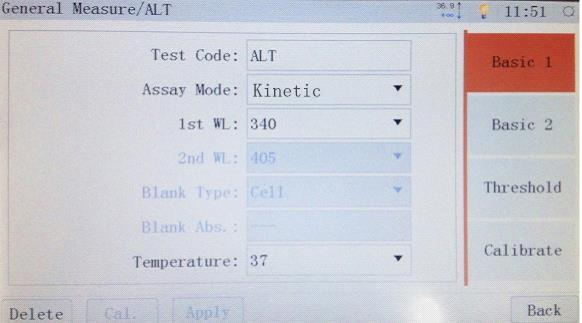 General Measure/ALT 36.9 11:51
Test Code: ALT
Assay Mode: Kinetic
1st WL: 340
2nd WL: 405
Blank Type: Cell
Blank Abs.: ---
Temperature: 37
Basic 1
Basic 2
Threshold
Calibrate
Delete Cal. Apply Back